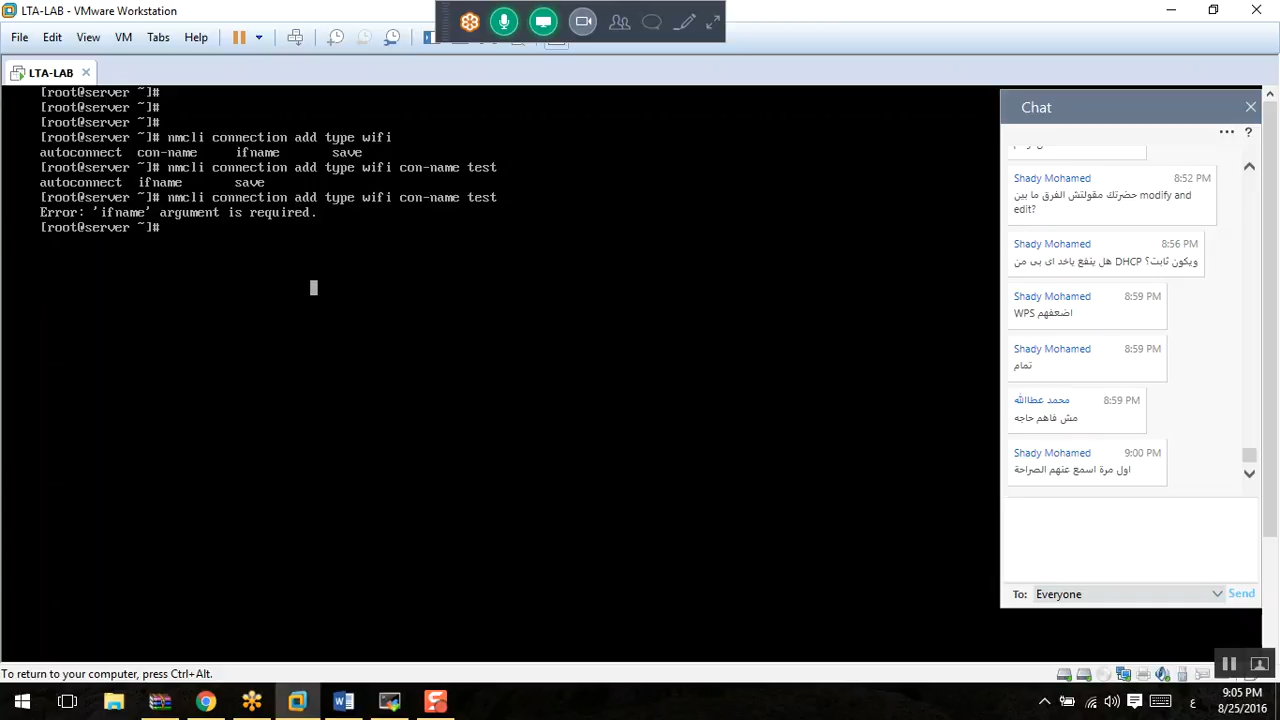 LTA-LAB - VMware Workstation
File Edit View VM Tabs Help
LTA-LAB
[root@server ~]#
[root@server ~]#
[root@server ~]#
[root@server ~]# nmcli connection add type wifi
autoconnect con-name ifname save
[root@server ~]# nmcli connection add type wifi con-name test
autoconnect ifname save
[root@server ~]# nmcli connection add type wifi con-name test
Error: 'ifname' argument is required.
[root@server ~]#
Chat
Shady Mohamed 8:52 PM
حضرتك مقولتش الفرق ما بين modify and
edit?
Shady Mohamed 8:56 PM
هل ينفع ياخد اى بى من DHCP ويكون ثابت؟
Shady Mohamed 8:59 PM
اضعفهم WPS
Shady Mohamed 8:59 PM
تمام
محمد عطاالله 8:59 PM
مش فاهم حاجه
Shady Mohamed 9:00 PM
اول مرة اسمع عنهم الصراحة
To: Everyone Send
To return to your computer, press Ctrl+Alt.
ع 9:05 PM
8/25/2016